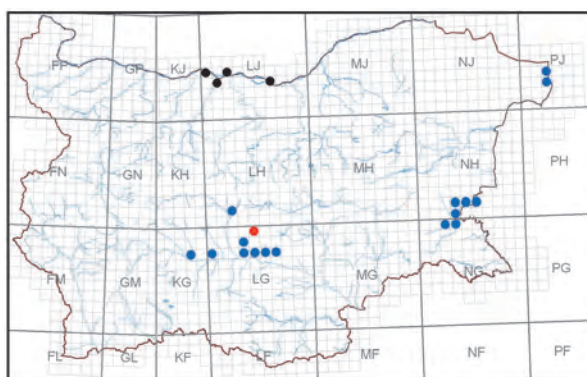 FP GP KJ LJ MJ NJ PJ
FN GN KH LH MH NH PH
FM GM KG LG MG NG PG
FL GL KF LF MF NF PF